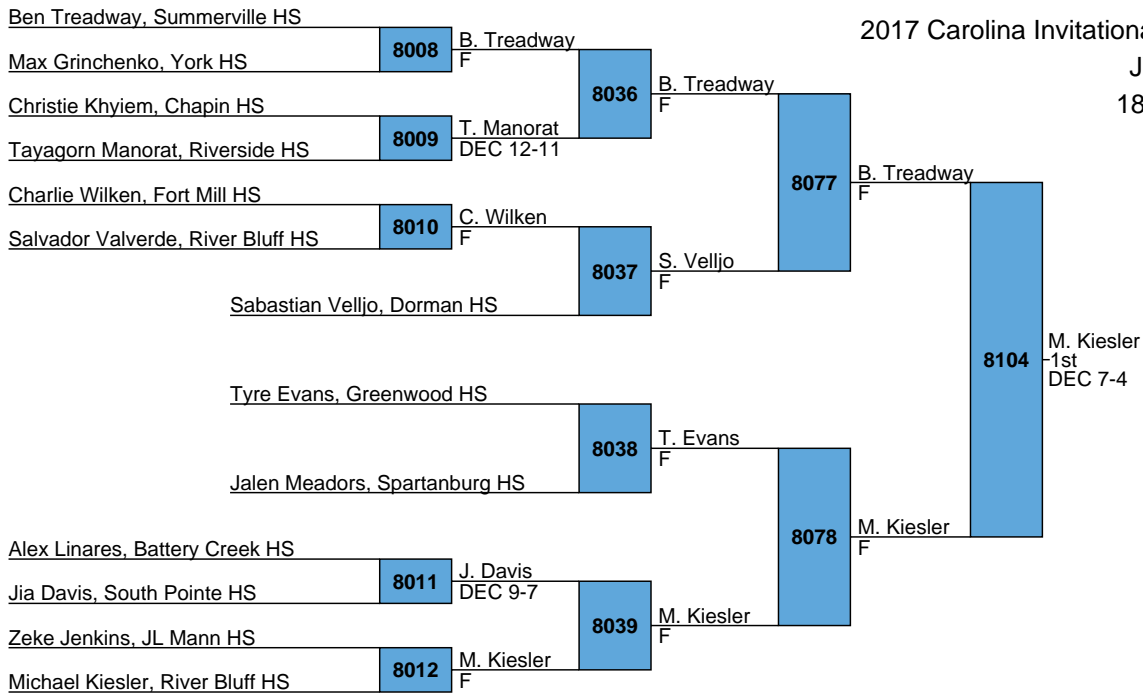 Ben Treadway, Summerville HS
8008
B. Treadway
F
Max Grinchenko, York HS
2017 Carolina Invitationa
J
18
8036
B. Treadway
F
Christie Khyiem, Chapin HS
8009
T. Manorat
DEC 12-11
Tayagorn Manorat, Riverside HS
8077
B. Treadway
F
Charlie Wilken, Fort Mill HS
8010
C. Wilken
F
Salvador Valverde, River Bluff HS
8037
S. Velljo
F
Sabastian Velljo, Dorman HS
8104
M. Kiesler
1st
DEC 7-4
Tyre Evans, Greenwood HS
8038
T. Evans
F
Jalen Meadors, Spartanburg HS
8078
M. Kiesler
F
Alex Linares, Battery Creek HS
8011
J. Davis
DEC 9-7
Jia Davis, South Pointe HS
8039
M. Kiesler
F
Zeke Jenkins, JL Mann HS
8012
M. Kiesler
F
Michael Kiesler, River Bluff HS